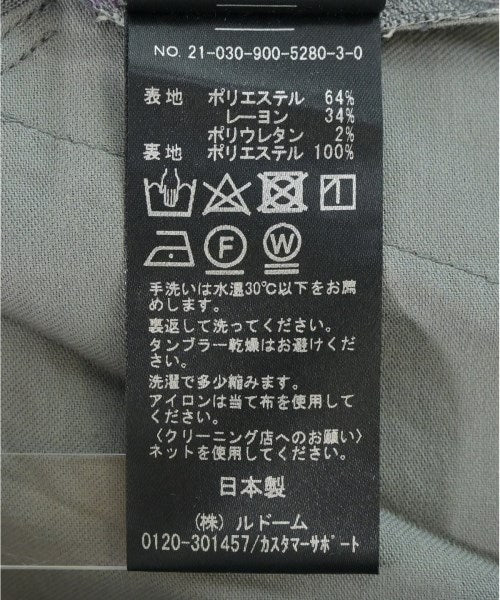 NO. 21-030-900-5280-3-0
表地 ポリエステル 64%
レーヨン 34%
ポリウレタン 2%
裏地 ポリエステル 100%
F W
手洗いは水温30℃以下をお薦
めします。
裏返して洗ってください。
タンブラー乾燥はお避けくだ
さい。
洗濯で多少縮みます。
アイロンは当て布を使用して
ください。
〈クリーニング店へのお願い〉
ネットを使用してください。
日本製
(株) ルドーム
0120-301457/カスタマーサポート